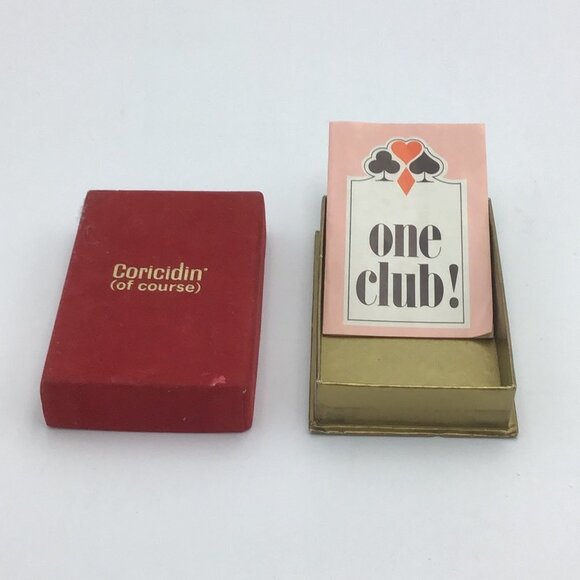 Coricidin®
(of course)
one
club!